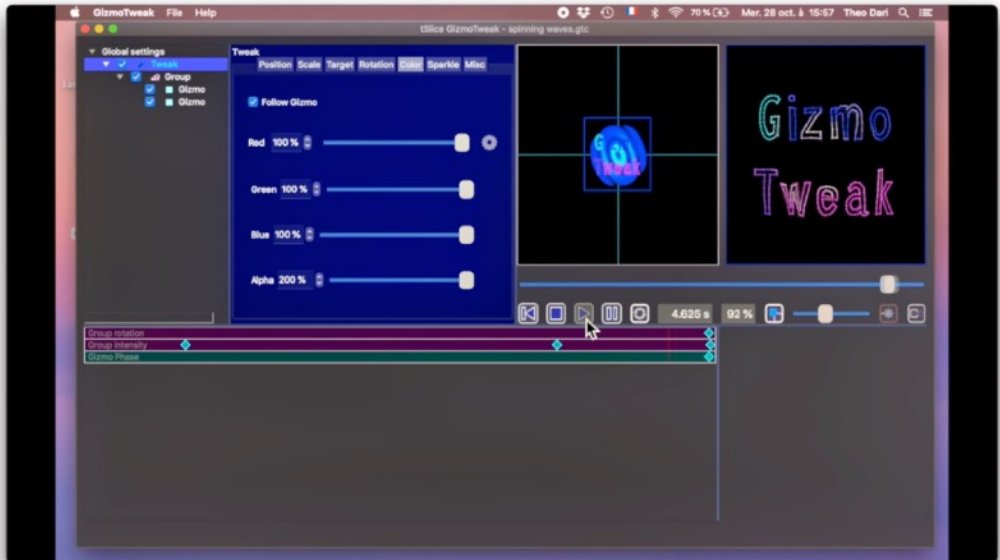 GizmoTweak File Help 70 % Mer. 28 oct. à 15:57 Theo Dari
tSlice GizmoTweak - spinning waves.gtc
Global settings
Tweak
Group
Gizmo
Gizmo
Tweak
Position Scale Target Rotation Color Sparkle Misc
Follow Gizmo
Red 100 %
Green 100 %
Blue 100 %
Alpha 200 %
G
Tweak
Gizmo
Tweak
4.625 s 92 %
Group rotation
Group intensity
Gizmo Phase